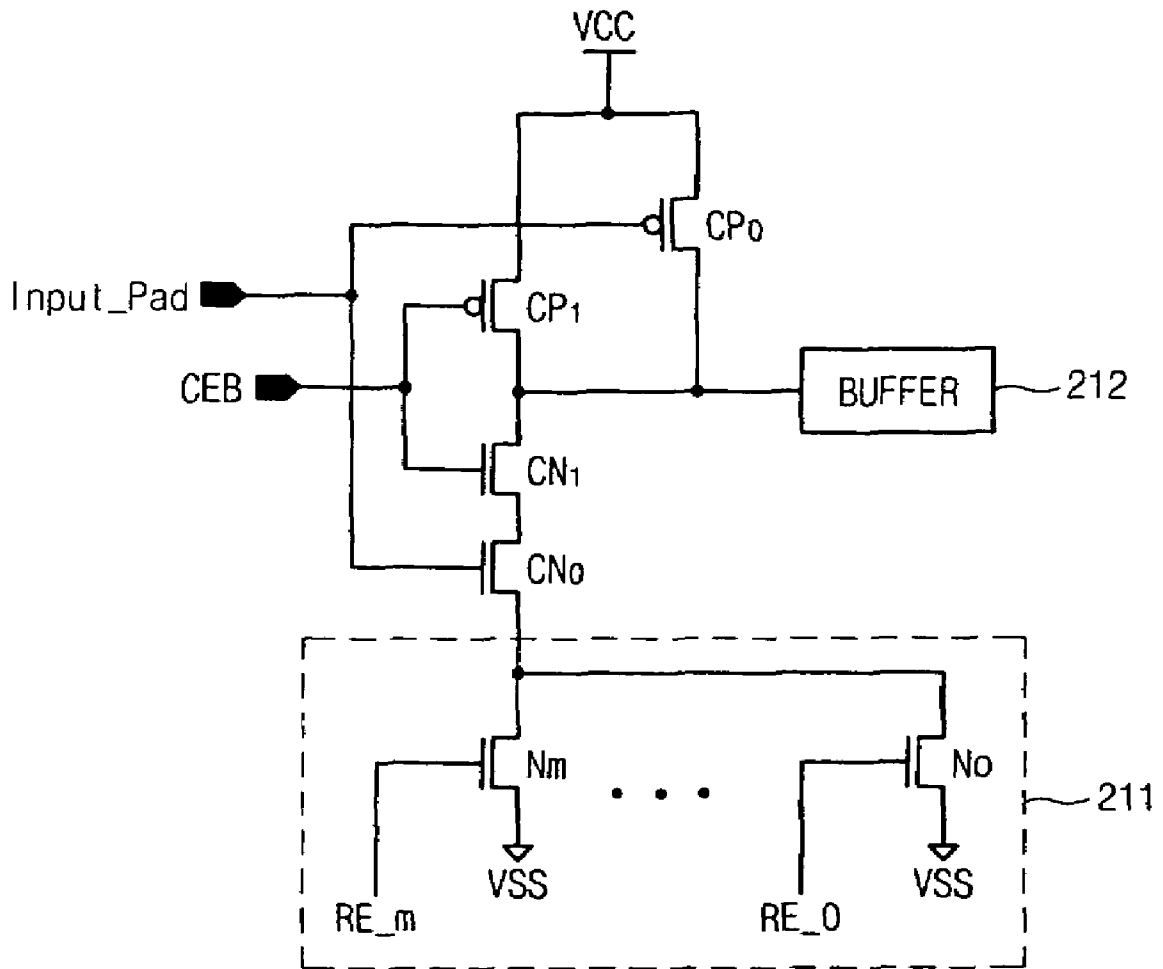 VCC
CP0
Input_Pad
CP1
CEB
BUFFER
212
CN1
CN0
Nm
N0
211
VSS
VSS
RE_m
RE_0